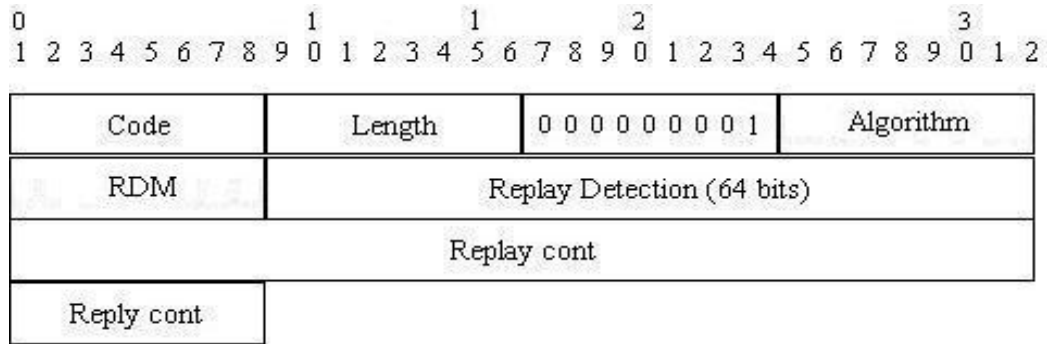 0 1 1 2 3
1 2 3 4 5 6 7 8 9 0 1 2 3 4 5 6 7 8 9 0 1 2 3 4 5 6 7 8 9 0 1 2
Code Length 0 0 0 0 0 0 0 0 1 Algorithm
RDM Replay Detection (64 bits)
Replay cont
Reply cont